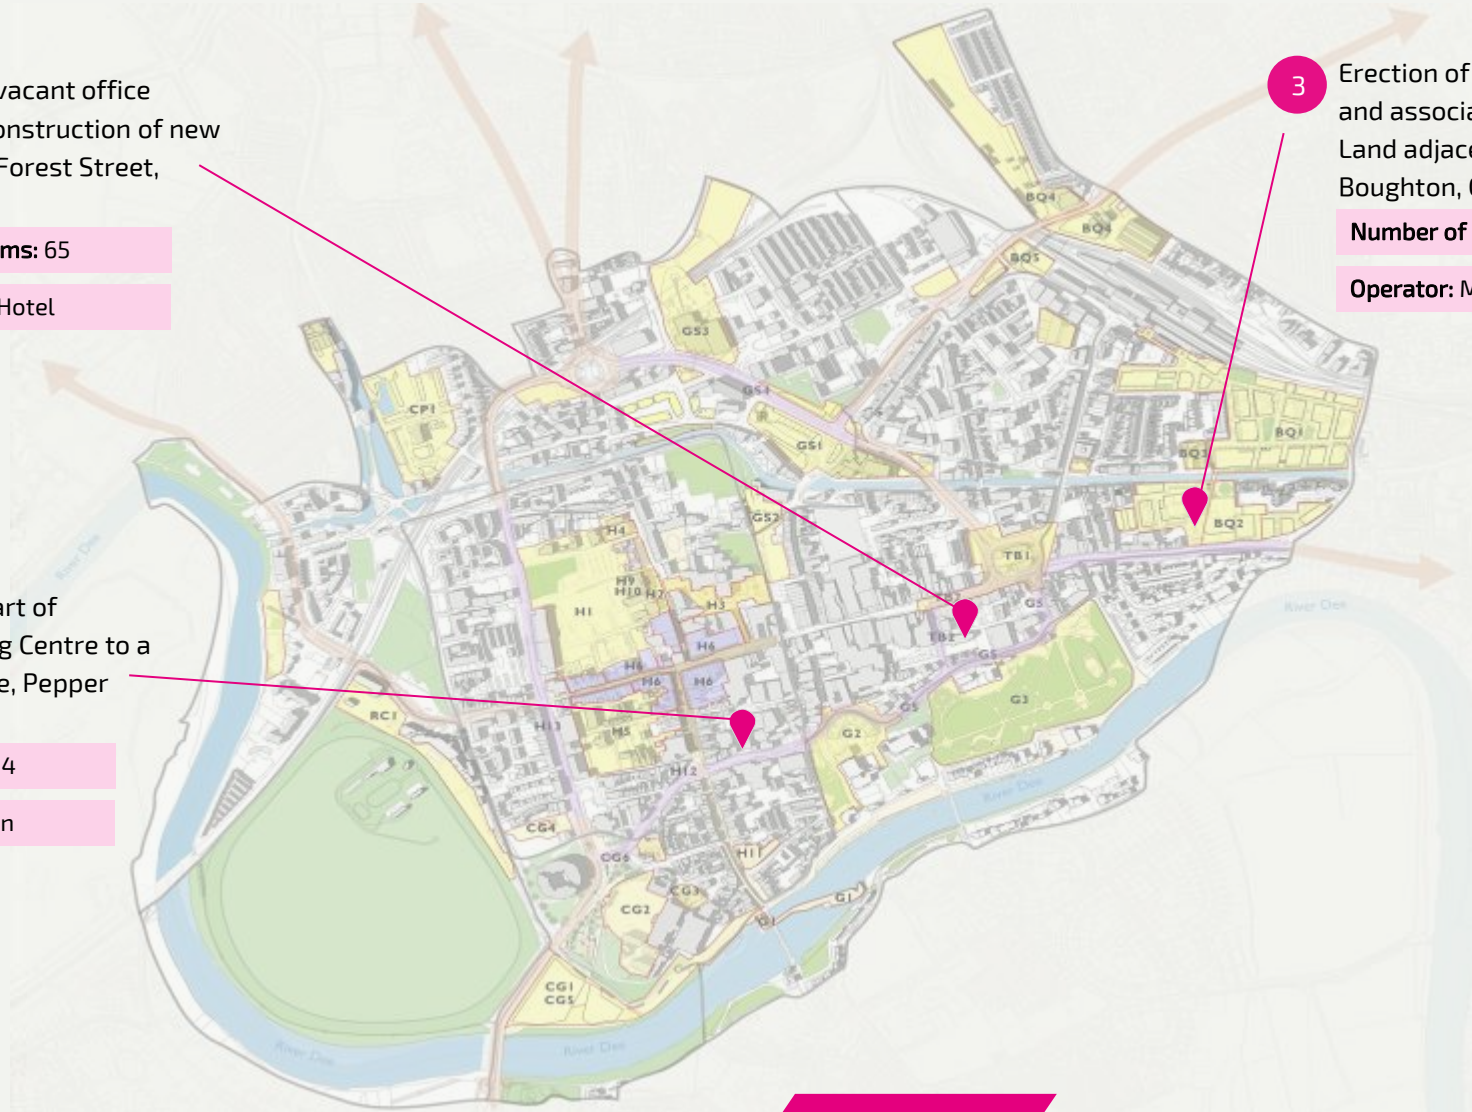 vacant office
onstruction of new
Forest Street,
ms: 65
Hotel
3
Erection of
and associa
Land adjace
Boughton, C
Number of
Operator: M
art of
g Centre to a
e, Pepper
4
n
BQ4
BQ4
BQ5
GS3
GS4
CP1
GS1
BQ1
BQ3
BQ2
GS2
H4
TB1
H9
H10
H7
H1
H3
G5
TB2
H6
G5
H6
H6
H6
G3
RC1
G5
H13
H5
G2
H12
CG4
CG6
H11
CG3
CG2
G1
G1
CG1
CG5
River Dee
River Dee
River Dee
River Dee
River Dee